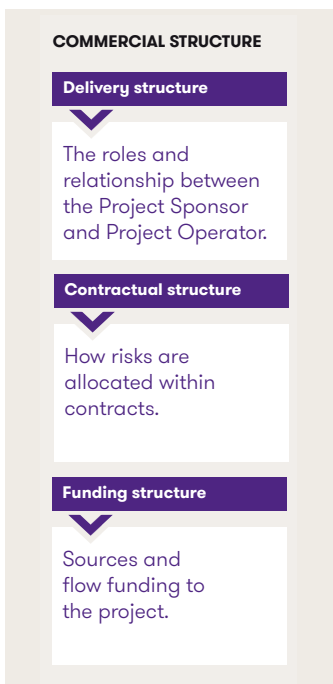 COMMERCIAL STRUCTURE
Delivery structure
The roles and
relationship between
the Project Sponsor
and Project Operator.
Contractual structure
How risks are
allocated within
contracts.
Funding structure
Sources and
flow funding to
the project.